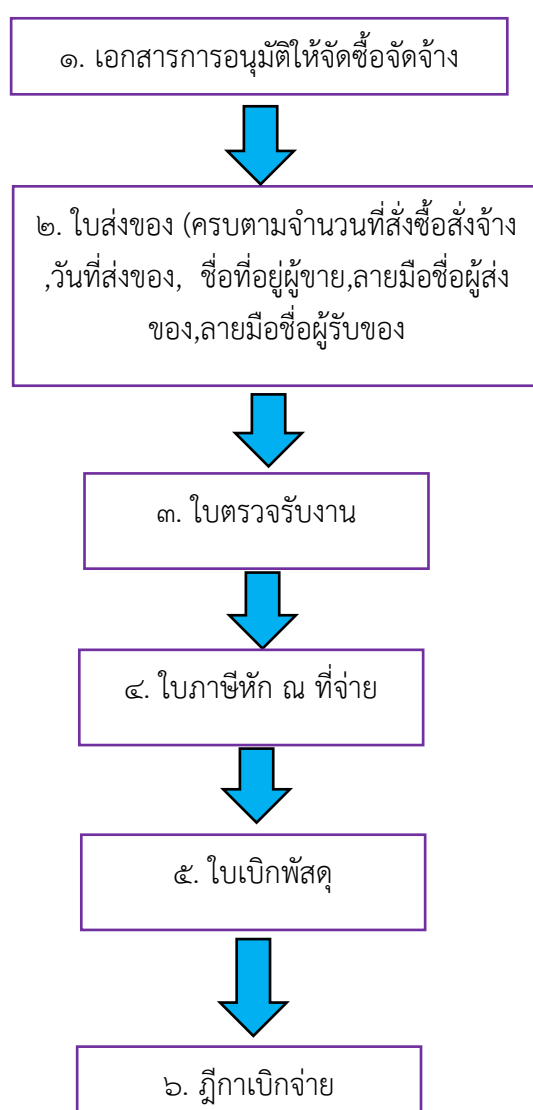 ๑. เอกสารการอนุมัติให้จัดซื้อจัดจ้าง
๒. ใบส่งของ (ครบตามจำนวนที่สั่งซื้อสั่งจ้าง
,วันที่ส่งของ, ชื่อที่อยู่ผู้ขาย,ลายมือชื่อผู้ส่ง
ของ,ลายมือชื่อผู้รับของ
๓. ใบตรวจรับงาน
๔. ใบภาษีหัก ณ ที่จ่าย
๕. ใบเบิกพัสดุ
๖. ฎีกาเบิกจ่าย